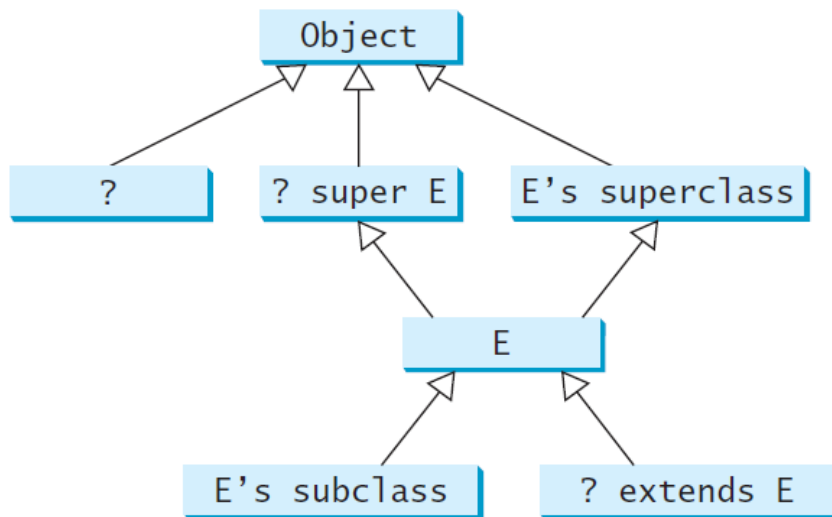 Object
?
? super E
E’s superclass
E
E’s subclass
? extends E